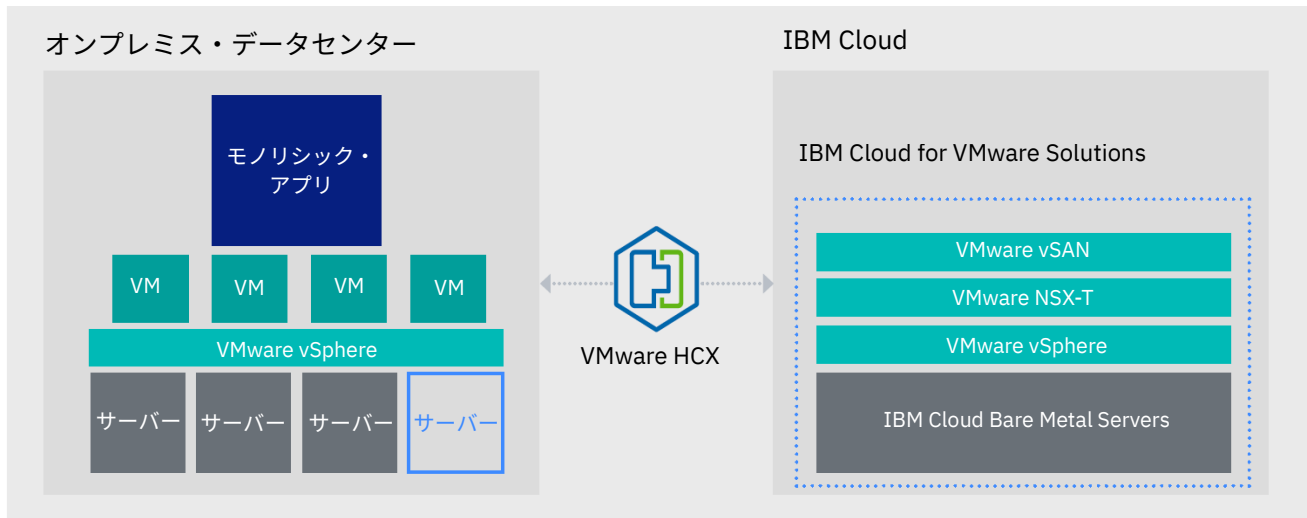 オンプレミス・データセンター
モノリシック・
アプリ
VM
VM
VM
VM
VMware vSphere
サーバー
サーバー
サーバー
サーバー
VMware HCX
IBM Cloud
IBM Cloud for VMware Solutions
VMware vSAN
VMware NSX-T
VMware vSphere
IBM Cloud Bare Metal Servers